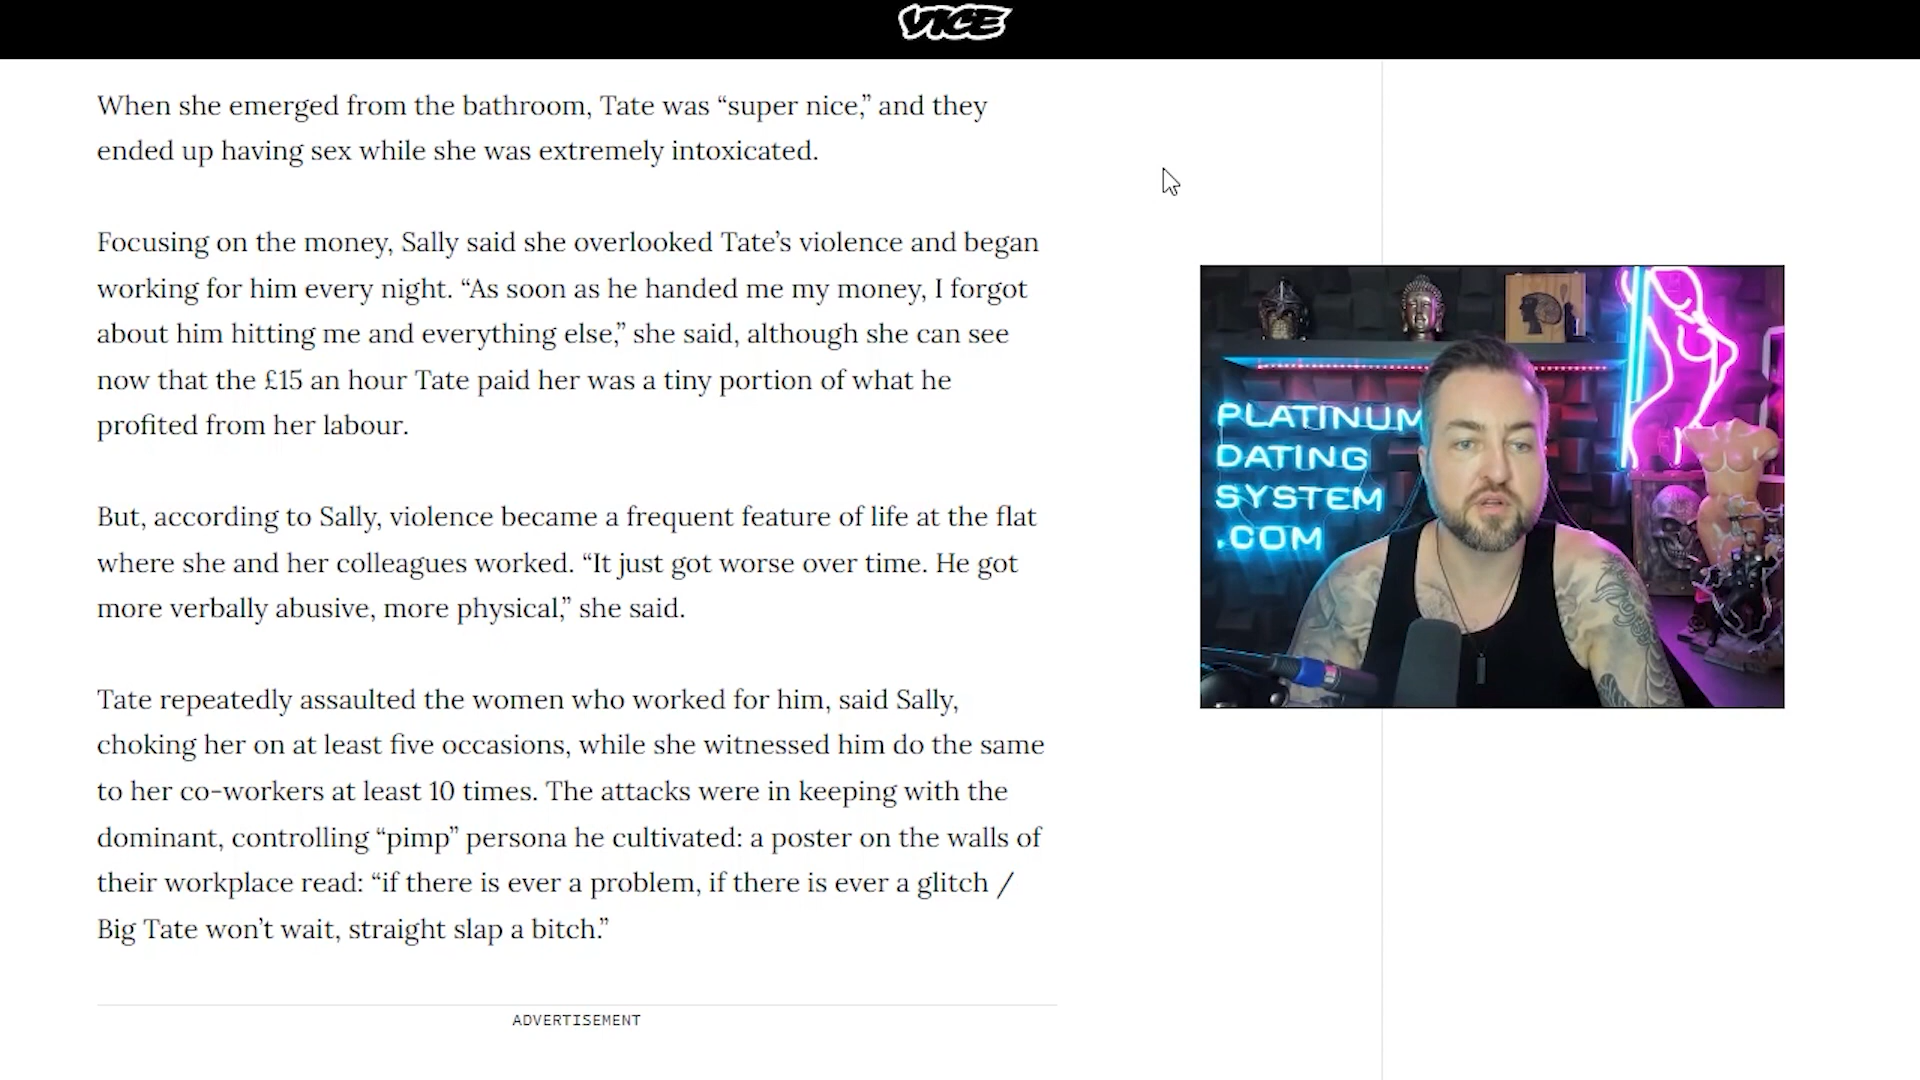 VICE
When she emerged from the bathroom, Tate was “super nice,” and they
ended up having sex while she was extremely intoxicated.
Focusing on the money, Sally said she overlooked Tate’s violence and began
working for him every night. “As soon as he handed me my money, I forgot
about him hitting me and everything else,” she said, although she can see
now that the £15 an hour Tate paid her was a tiny portion of what he
profited from her labour.
But, according to Sally, violence became a frequent feature of life at the flat
where she and her colleagues worked. “It just got worse over time. He got
more verbally abusive, more physical,” she said.
Tate repeatedly assaulted the women who worked for him, said Sally,
choking her on at least five occasions, while she witnessed him do the same
to her co-workers at least 10 times. The attacks were in keeping with the
dominant, controlling “pimp” persona he cultivated: a poster on the walls of
their workplace read: “if there is ever a problem, if there is ever a glitch /
Big Tate won’t wait, straight slap a bitch.”
ADVERTISEMENT
PLATINUM
DATING
SYSTEM
.COM